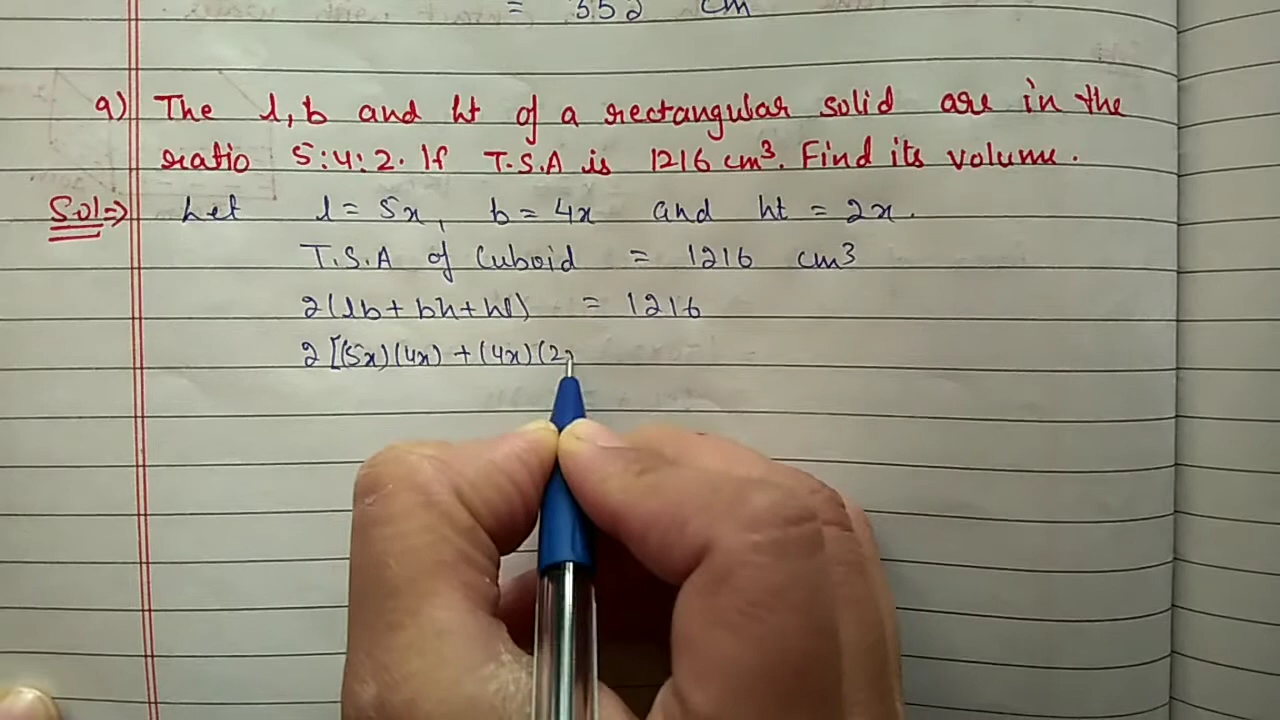 = 352 cm
9) The l, b and ht of a rectangular solid are in the
ratio 5:4:2. If T.S.A is 1216 cm³. Find its volume.
Sol⇒ Let l = 5x, b = 4x and ht = 2x.
T.S.A of Cuboid = 1216 cm³
2(lb + bh + hl) = 1216
2[(5x)(4x) + (4x)(2